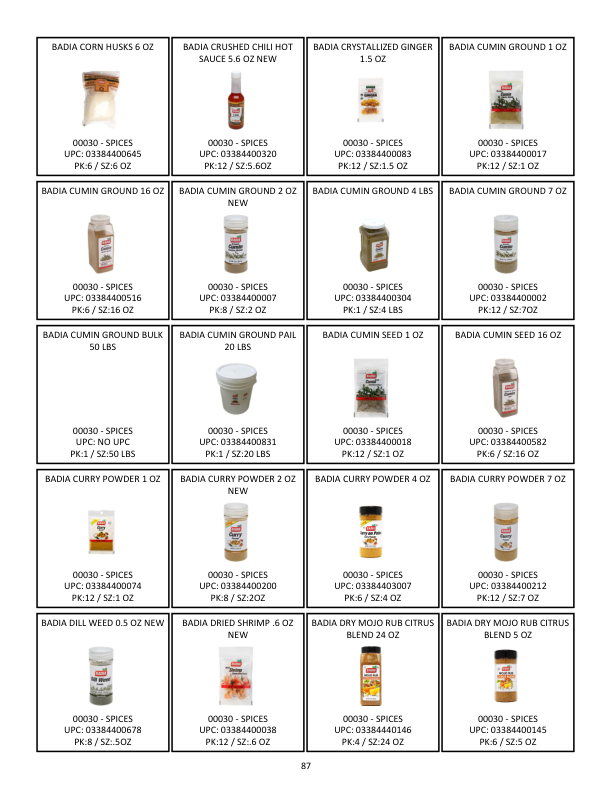 BADIA CORN HUSKS 6 OZ
00030 - SPICES
UPC: 03384400645
PK:6 / SZ:6 OZ
BADIA CRUSHED CHILI HOT
SAUCE 5.6 OZ NEW
00030 - SPICES
UPC: 03384400320
PK:12 / SZ:5.6OZ
BADIA CRYSTALLIZED GINGER
1.5 OZ
00030 - SPICES
UPC: 03384400083
PK:12 / SZ:1.5 OZ
BADIA CUMIN GROUND 1 OZ
00030 - SPICES
UPC: 03384400017
PK:12 / SZ:1 OZ
BADIA CUMIN GROUND 16 OZ
00030 - SPICES
UPC: 03384400516
PK:6 / SZ:16 OZ
BADIA CUMIN GROUND 2 OZ
NEW
00030 - SPICES
UPC: 03384400007
PK:8 / SZ:2 OZ
BADIA CUMIN GROUND 4 LBS
00030 - SPICES
UPC: 03384400304
PK:1 / SZ:4 LBS
BADIA CUMIN GROUND 7 OZ
00030 - SPICES
UPC: 03384400002
PK:12 / SZ:7OZ
BADIA CUMIN GROUND BULK
50 LBS
00030 - SPICES
UPC: NO UPC
PK:1 / SZ:50 LBS
BADIA CUMIN GROUND PAIL
20 LBS
00030 - SPICES
UPC: 03384400831
PK:1 / SZ:20 LBS
BADIA CUMIN SEED 1 OZ
00030 - SPICES
UPC: 03384400018
PK:12 / SZ:1 OZ
BADIA CUMIN SEED 16 OZ
00030 - SPICES
UPC: 03384400582
PK:6 / SZ:16 OZ
BADIA CURRY POWDER 1 OZ
00030 - SPICES
UPC: 03384400074
PK:12 / SZ:1 OZ
BADIA CURRY POWDER 2 OZ
NEW
Curry
00030 - SPICES
UPC: 03384400200
PK:8 / SZ:2OZ
BADIA CURRY POWDER 4 OZ
00030 - SPICES
UPC: 03384403007
PK:6 / SZ:4 OZ
BADIA CURRY POWDER 7 OZ
Curry
00030 - SPICES
UPC: 03384400212
PK:12 / SZ:7 OZ
BADIA DILL WEED 0.5 OZ NEW
Dill Weed
00030 - SPICES
UPC: 03384400678
PK:8 / SZ:.5OZ
BADIA DRIED SHRIMP .6 OZ
NEW
Shrimp
00030 - SPICES
UPC: 03384400038
PK:12 / SZ:.6 OZ
BADIA DRY MOJO RUB CITRUS
BLEND 24 OZ
00030 - SPICES
UPC: 03384440146
PK:4 / SZ:24 OZ
BADIA DRY MOJO RUB CITRUS
BLEND 5 OZ
00030 - SPICES
UPC: 03384400145
PK:6 / SZ:5 OZ
87